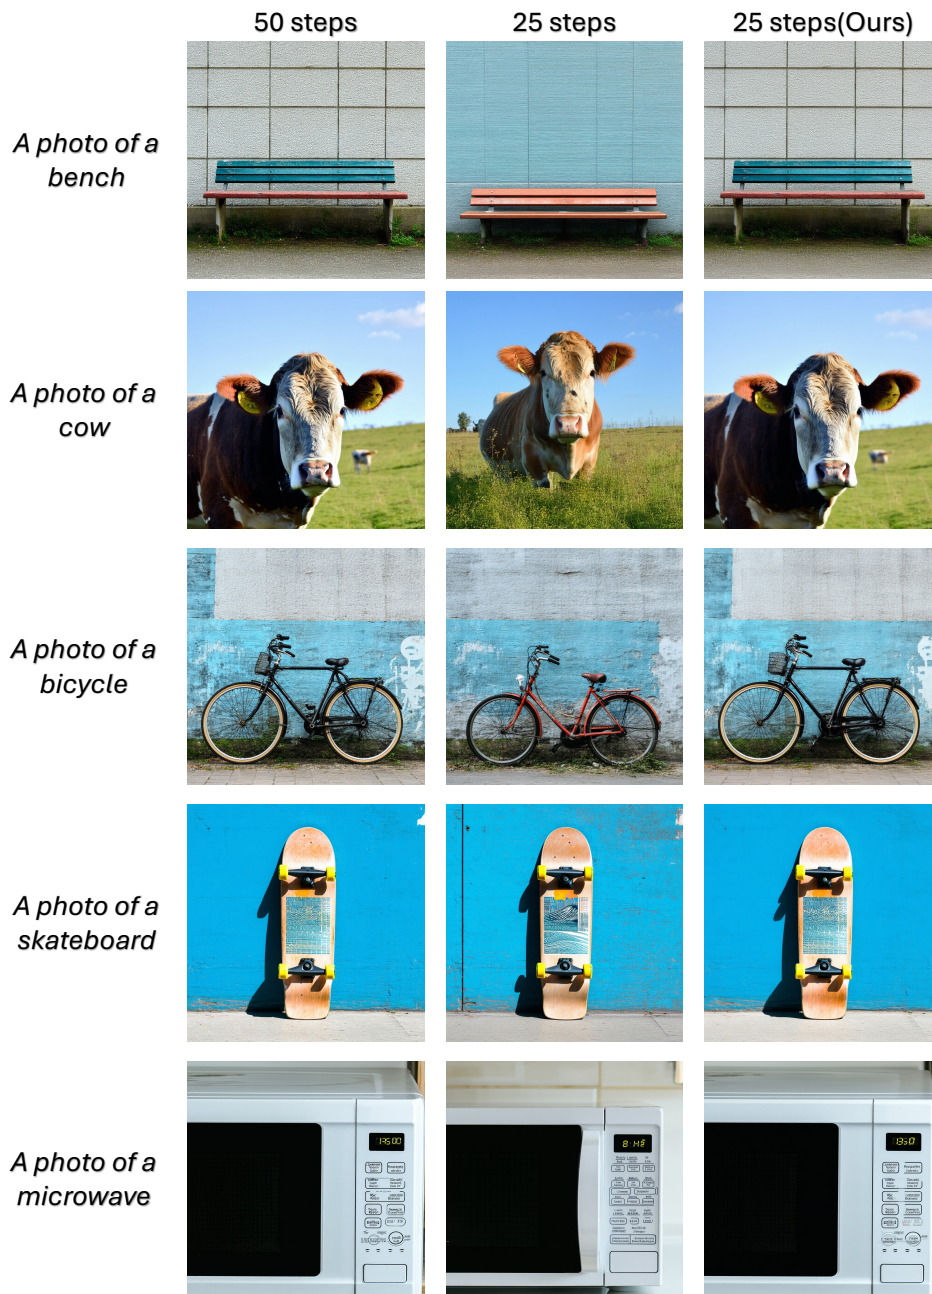 50 steps
25 steps
25 steps(Ours)
A photo of a
bench
A photo of a
cow
A photo of a
bicycle
A photo of a
skateboard
A photo of a
microwave